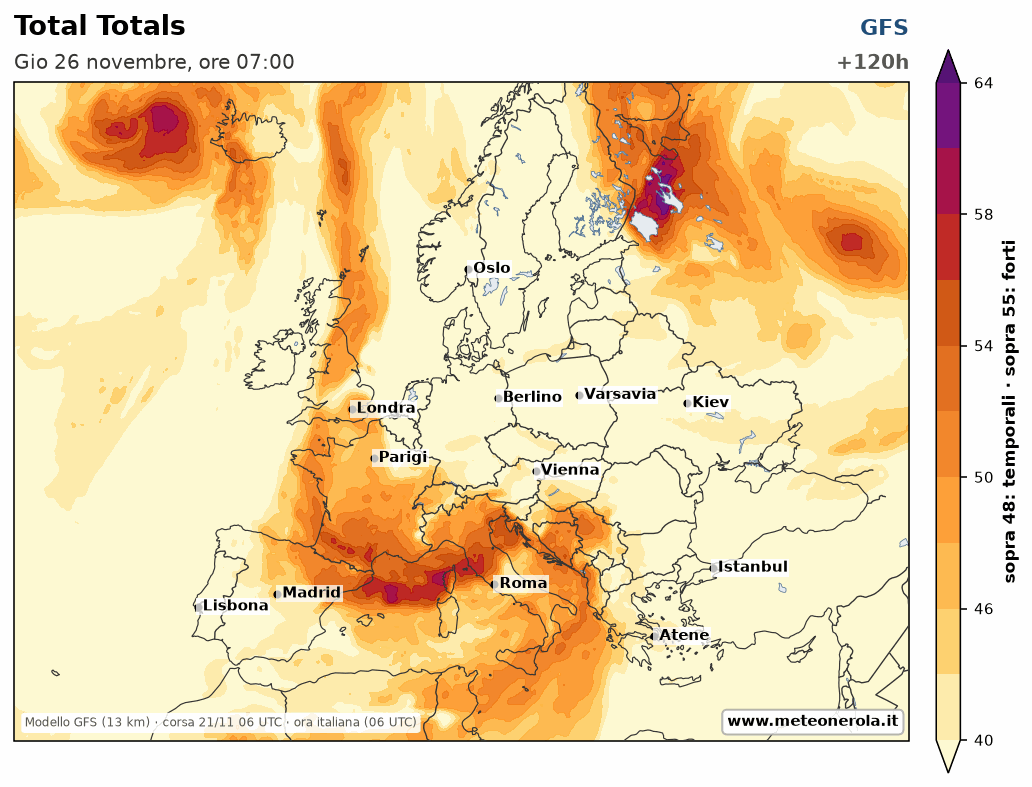 Total Totals
GFS
Gio 26 novembre, ore 07:00
+120h
64
58
54
50
46
40
sopra 48: temporali · sopra 55: forti
Oslo
Londra
Berlino
Varsavia
Kiev
Parigi
Vienna
Istanbul
Roma
Madrid
Lisbona
Atene
Modello GFS (13 km) · corsa 21/11 06 UTC · ora italiana (06 UTC)
www.meteonerola.it